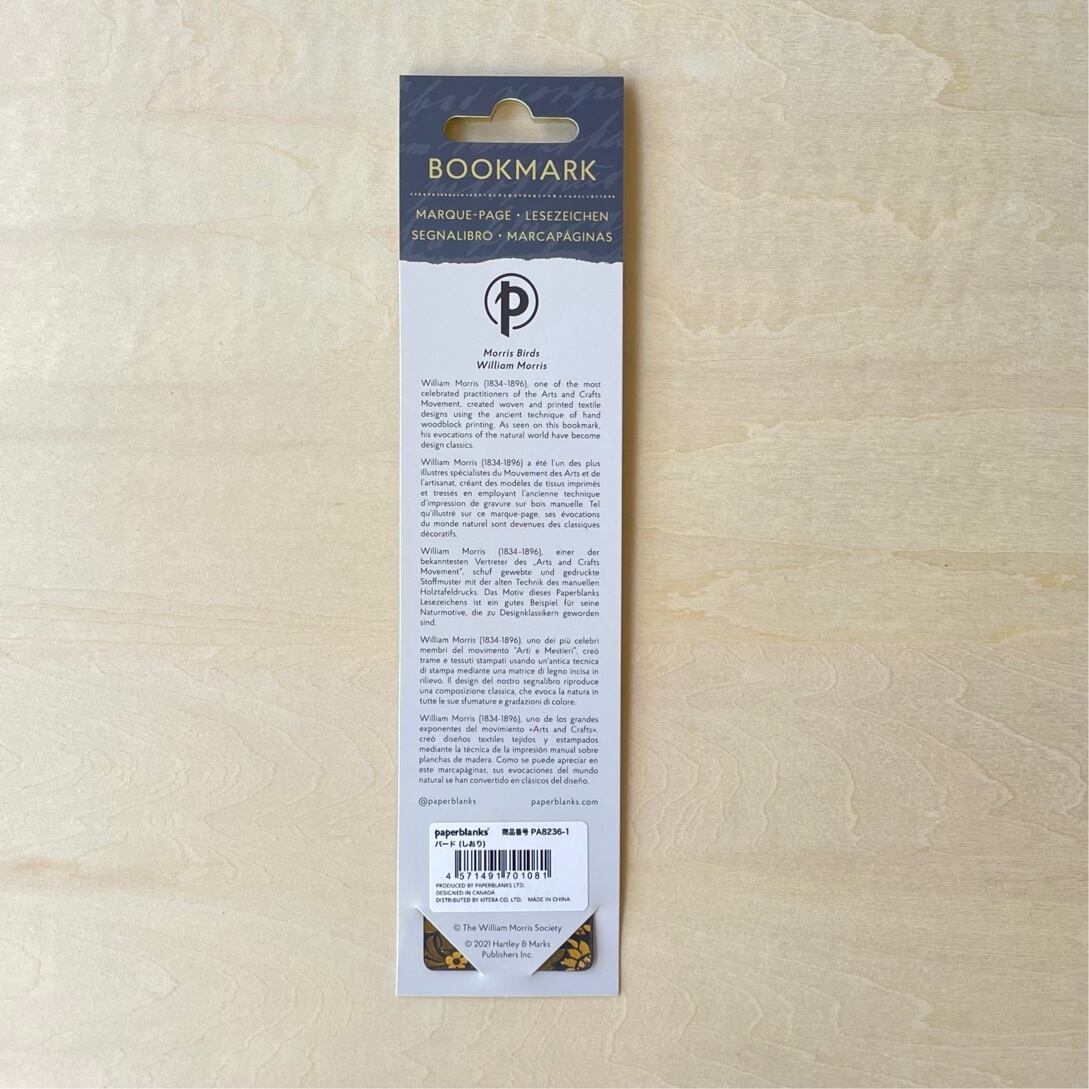 BOOKMARK
MARQUE-PAGE • LESEZEICHEN
SEGNALIBRO • MARCAPÁGINAS
p
Morris Birds
William Morris
William Morris (1834-1896), one of the most
celebrated practitioners of the Arts and Crafts
Movement, created woven and printed textile
designs using the ancient technique of hand
woodblock printing. As seen on this bookmark,
his evocations of the natural world have become
design classics.
William Morris (1834-1896) a été l'un des plus
illustres spécialistes du Mouvement des Arts et de
l'artisanat, créant des modèles de tissus imprimés
et tressés en employant l'ancienne technique
d'impression de gravure sur bois manuelle. Tel
qu'illustré sur ce marque-page, ses évocations
du monde naturel sont devenues des classiques
décoratifs.
William Morris (1834-1896), einer der
bekanntesten Vertreter des „Arts and Crafts
Movement", schuf gewebte und gedruckte
Stoffmuster mit der alten Technik des manuellen
Holztafeldrucks. Das Motiv dieses Paperblanks
Lesezeichens ist ein gutes Beispiel für seine
Naturmotive, die zu Designklassikern geworden
sind.
William Morris (1834-1896), uno dei più celebri
membri del movimento "Arti e Mestieri", creò
trame e tessuti stampati usando un'antica tecnica
di stampa mediante una matrice di legno incisa in
rilievo. Il design del nostro segnalibro riproduce
una composizione classica, che evoca la natura in
tutte le sue sfumature e gradazioni di colore.
William Morris (1834-1896), uno de los grandes
exponentes del movimiento «Arts and Crafts»,
creó diseños textiles tejidos y estampados
mediante la técnica de la impresión manual sobre
planchas de madera. Como se puede apreciar en
este marcapáginas, sus evocaciones del mundo
natural se han convertido en clásicos del diseño.
@paperblanks paperblanks.com
paperblanks 商品番号 PA8236-1
バード (しおり)
4 571491 701081
PRODUCED BY PAPERBLANKS LTD.
DESIGNED IN CANADA
DISTRIBUTED BY KITERA CO, LTD. MADE IN CHINA
© The William Morris Society
© 2021 Hartley & Marks
Publishers Inc.